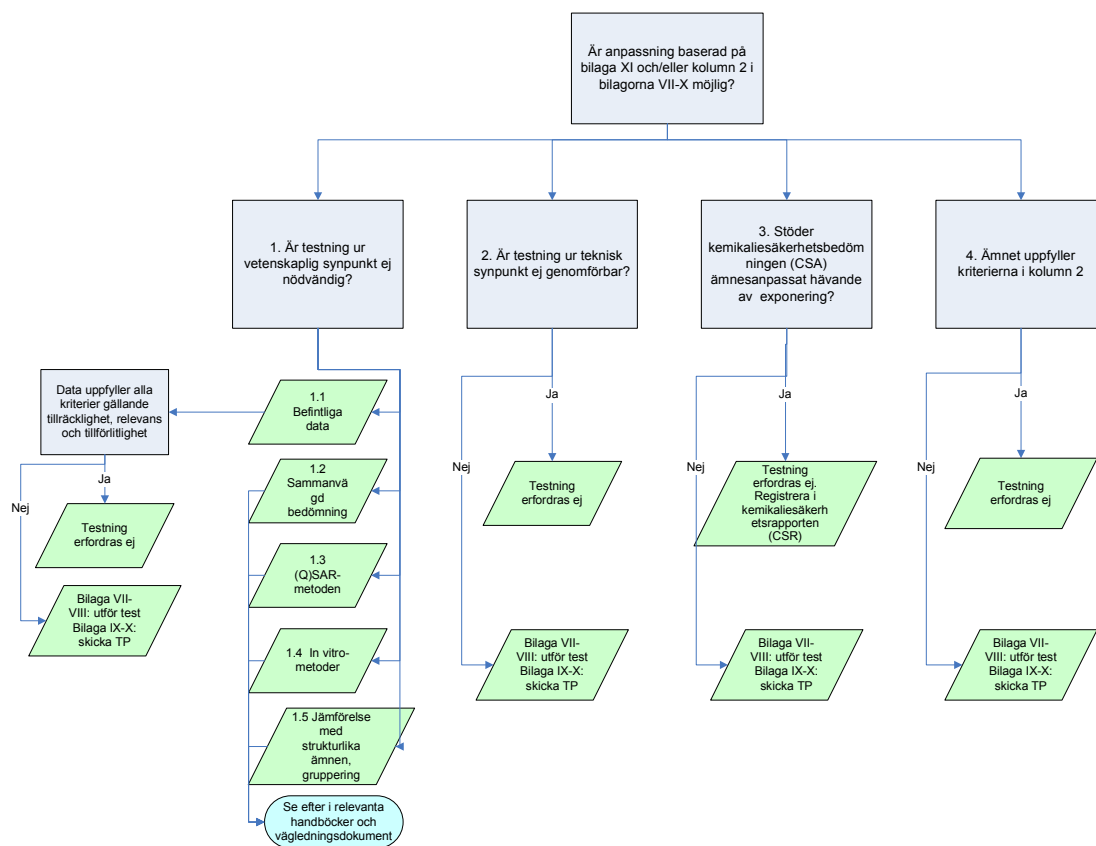 Är anpassning baserad på
bilaga XI och/eller kolumn 2 i
bilagorna VII-X möjlig?
1. Är testning ur
vetenskaplig synpunkt ej
nödvändig?
2. Är testning ur teknisk
synpunkt ej genomförbar?
3. Stöder
kemikaliesäkerhetsbedöm
ningen (CSA)
ämnesanpassat hävande
av exponering?
4. Ämnet uppfyller
kriterierna i kolumn 2
Data uppfyller alla
kriterier gällande
tillräcklighet, relevans
och tillförlitlighet
Nej
Ja
Testning
erfordras ej
Bilaga VII-
VIII: utför test
Bilaga IX-X:
skicka TP
1.1
Befintliga
data
1.2
Sammanvä
gd
bedömning
1.3
(Q)SAR-
metoden
1.4 In vitro-
metoder
1.5 Jämförelse
med
strukturlika
ämnen,
gruppering
Se efter i relevanta
handböcker och
vägledningsdokument
Nej
Ja
Testning
erfordras ej
Bilaga VII-
VIII: utför test
Bilaga IX-X:
skicka TP
Nej
Ja
Testning
erfordras ej.
Registrera i
kemikaliesäkerh
etsrapporten
(CSR)
Bilaga VII-
VIII: utför test
Bilaga IX-X:
skicka TP
Nej
Ja
Testning
erfordras ej
Bilaga VII-
VIII: utför test
Bilaga IX-X:
skicka TP